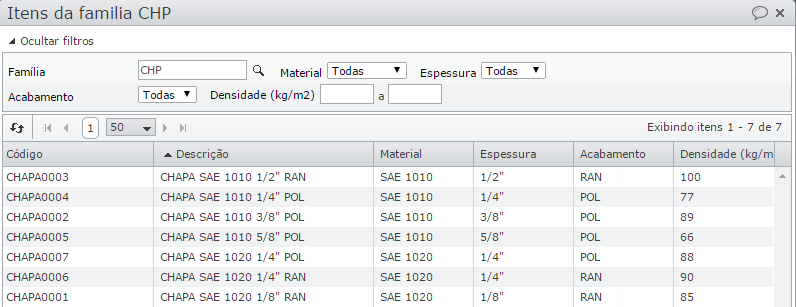 Itens da familia CHP
Ocultar filtros
Família CHP Material Todas Espessura Todas
Acabamento Todas Densidade (kg/m2) a
1 50 Exibindo itens 1 - 7 de 7
Código Descrição Material Espessura Acabamento Densidade (kg/m
CHAPA0003 CHAPA SAE 1010 1/2" RAN SAE 1010 1/2" RAN 100
CHAPA0004 CHAPA SAE 1010 1/4" POL SAE 1010 1/4" POL 77
CHAPA0002 CHAPA SAE 1010 3/8" POL SAE 1010 3/8" POL 89
CHAPA0005 CHAPA SAE 1010 5/8" POL SAE 1010 5/8" POL 66
CHAPA0007 CHAPA SAE 1020 1/4" POL SAE 1020 1/4" POL 88
CHAPA0006 CHAPA SAE 1020 1/4" RAN SAE 1020 1/4" RAN 90
CHAPA0001 CHAPA SAE 1020 1/8" RAN SAE 1020 1/8" RAN 85